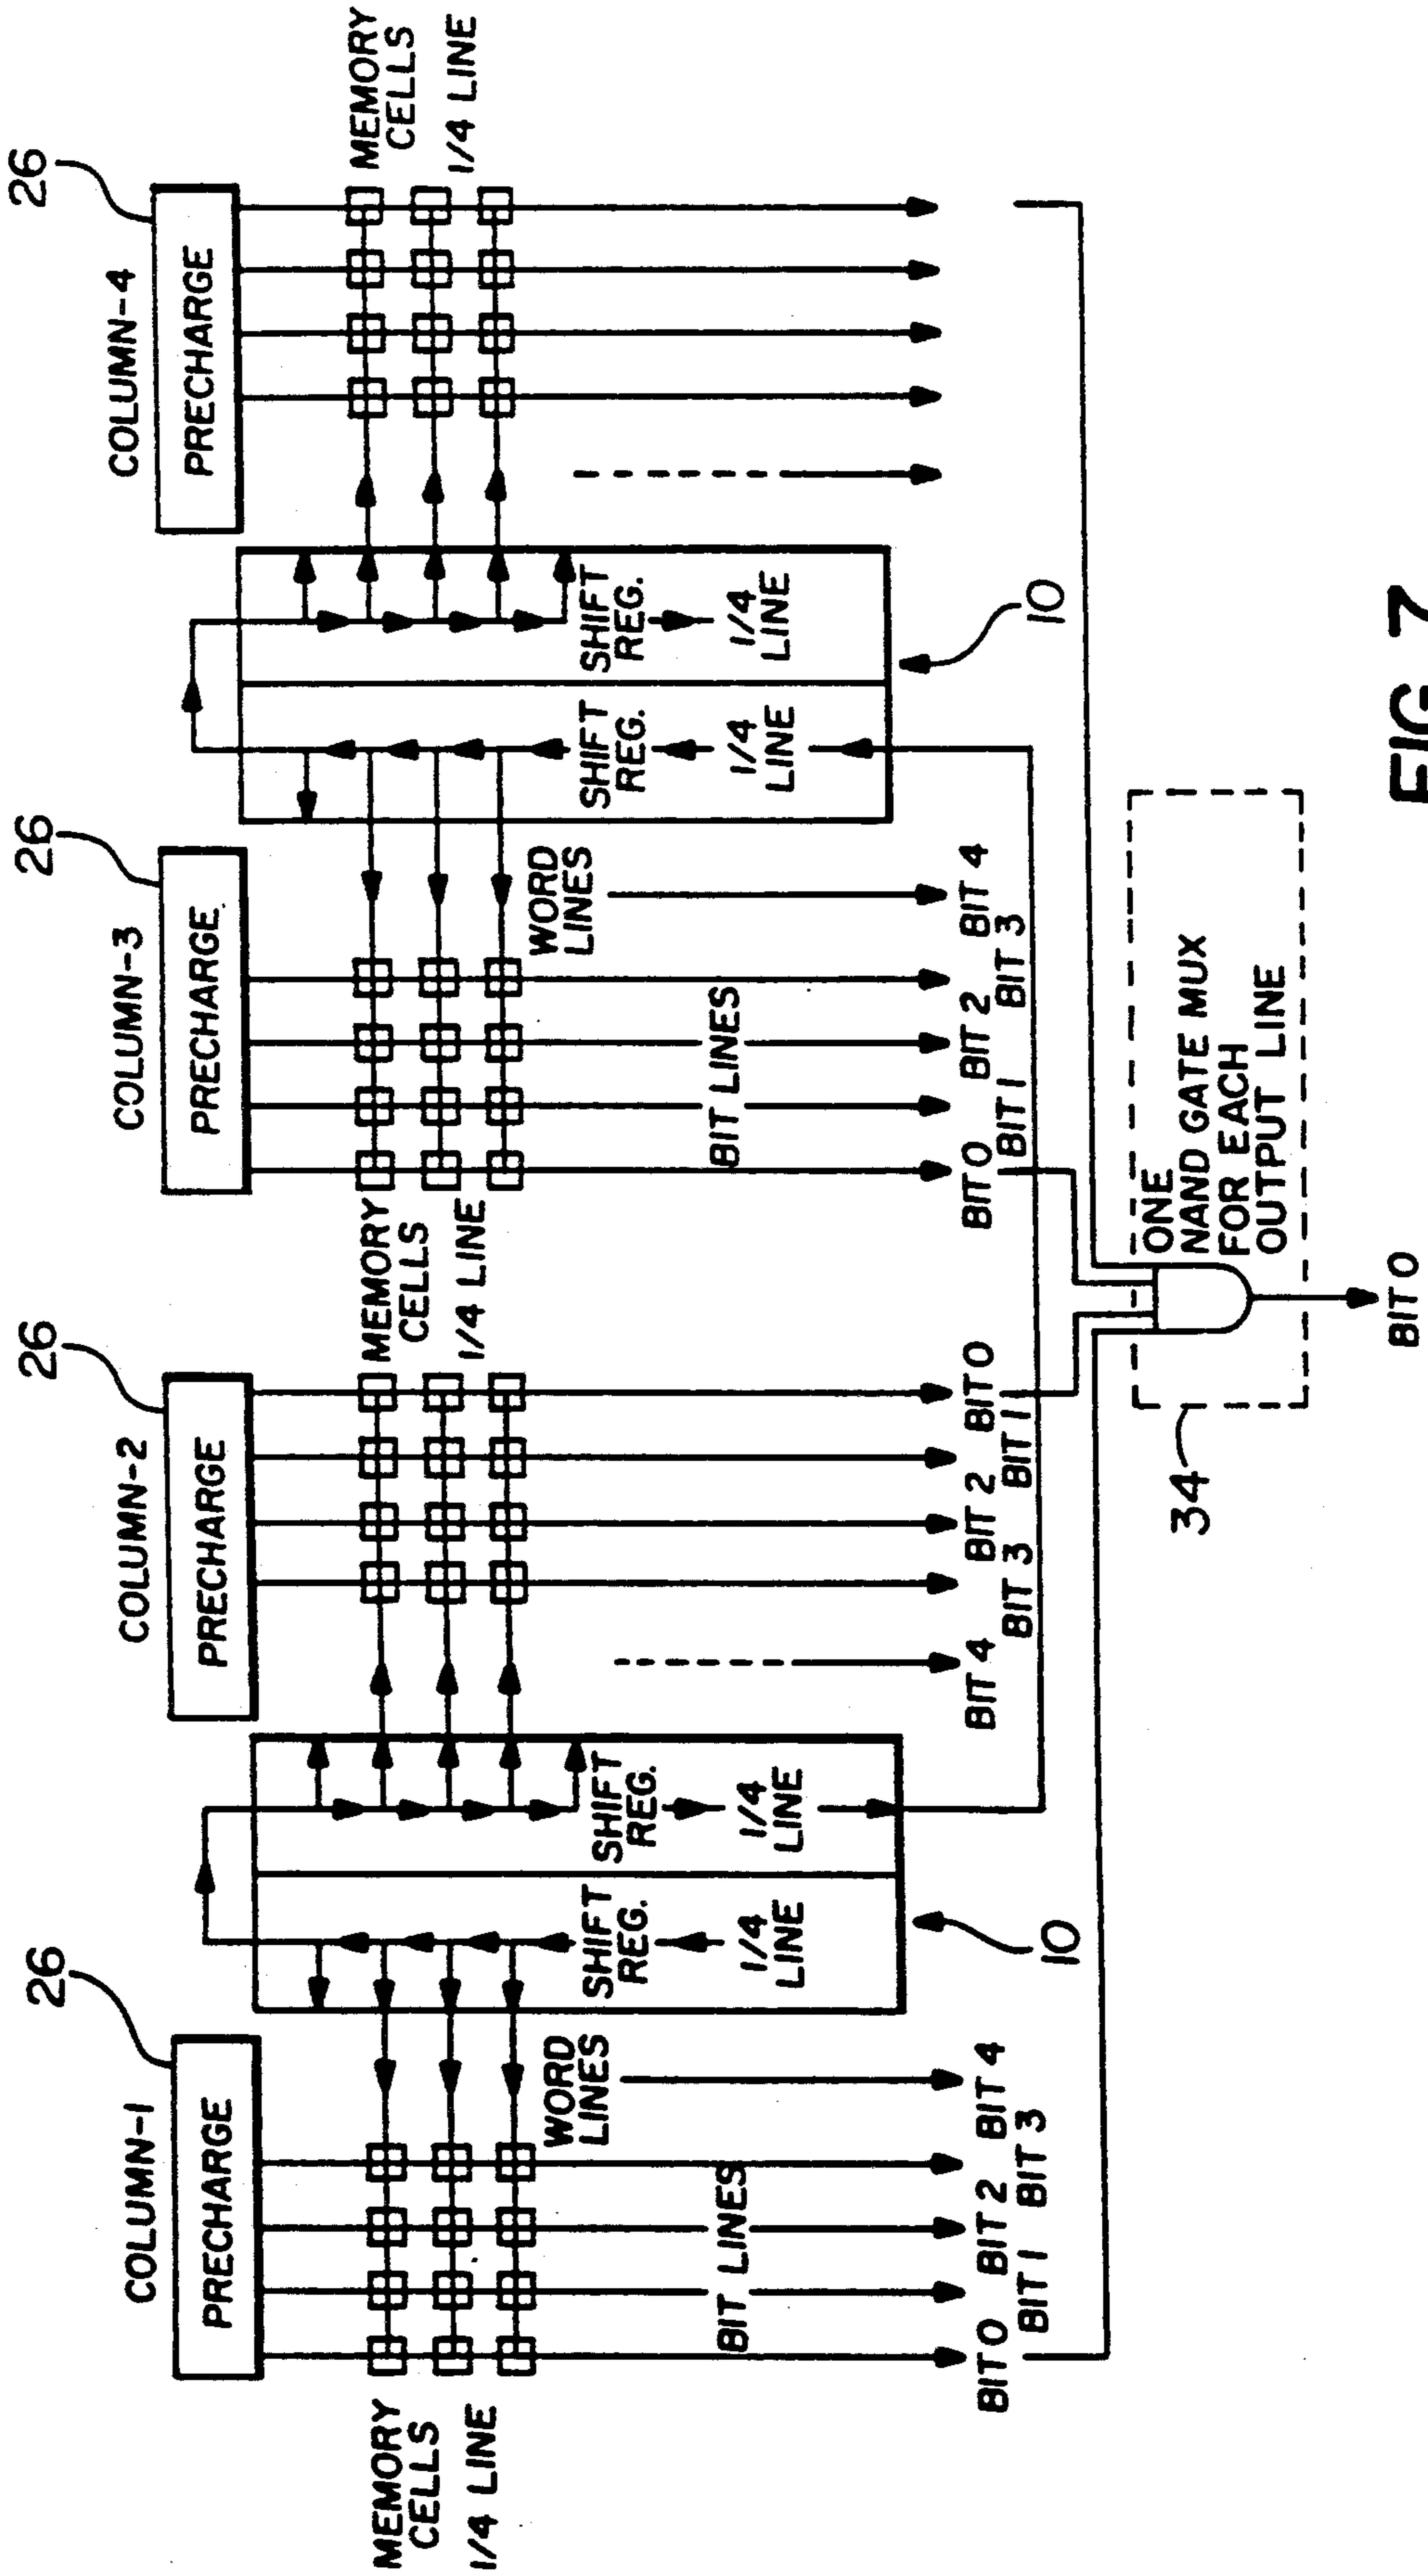 COLUMN-1
26
PRECHARGE
MEMORY
CELLS
1/4 LINE
WORD
LINES
BIT LINES
BIT 0
BIT 1
BIT 2
BIT 3
BIT 4
SHIFT
REG.
1/4
LINE
SHIFT
REG.
1/4
LINE
10
COLUMN-2
26
PRECHARGE
MEMORY
CELLS
1/4 LINE
BIT 4
BIT 3
BIT 2
BIT 1
BIT 0
COLUMN-3
26
PRECHARGE
WORD
LINES
BIT LINES
BIT 0
BIT 1
BIT 2
BIT 3
BIT 4
SHIFT
REG.
1/4
LINE
SHIFT
REG.
1/4
LINE
10
COLUMN-4
26
PRECHARGE
MEMORY
CELLS
1/4 LINE
34
ONE
NAND GATE MUX
FOR EACH
OUTPUT LINE
BIT 0
FIG. 7